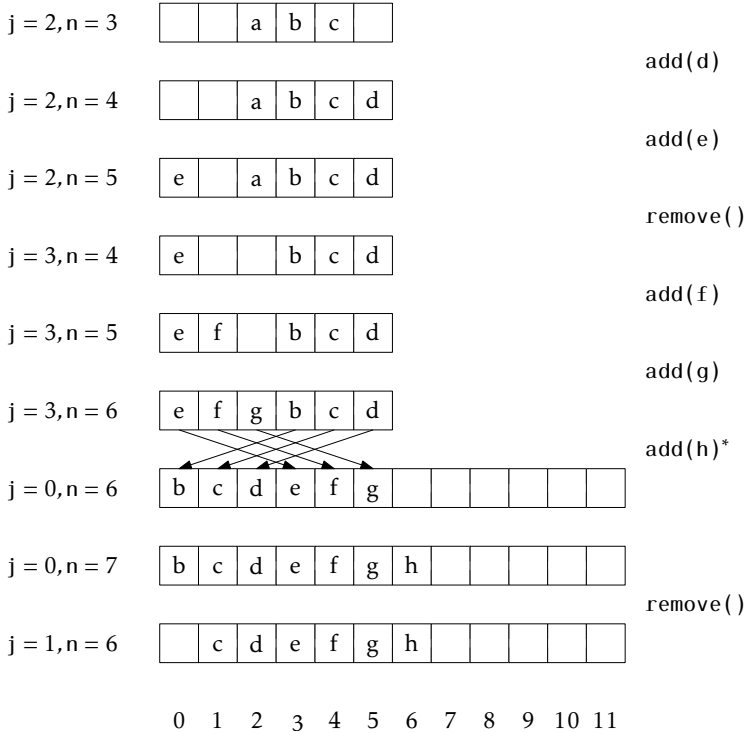 j = 2, n = 3 a b c
add(d)
j = 2, n = 4 a b c d
add(e)
j = 2, n = 5 e a b c d
remove()
j = 3, n = 4 e b c d
add(f)
j = 3, n = 5 e f b c d
add(g)
j = 3, n = 6 e f g b c d
add(h)*
j = 0, n = 6 b c d e f g
j = 0, n = 7 b c d e f g h
remove()
j = 1, n = 6 c d e f g h
0 1 2 3 4 5 6 7 8 9 10 11